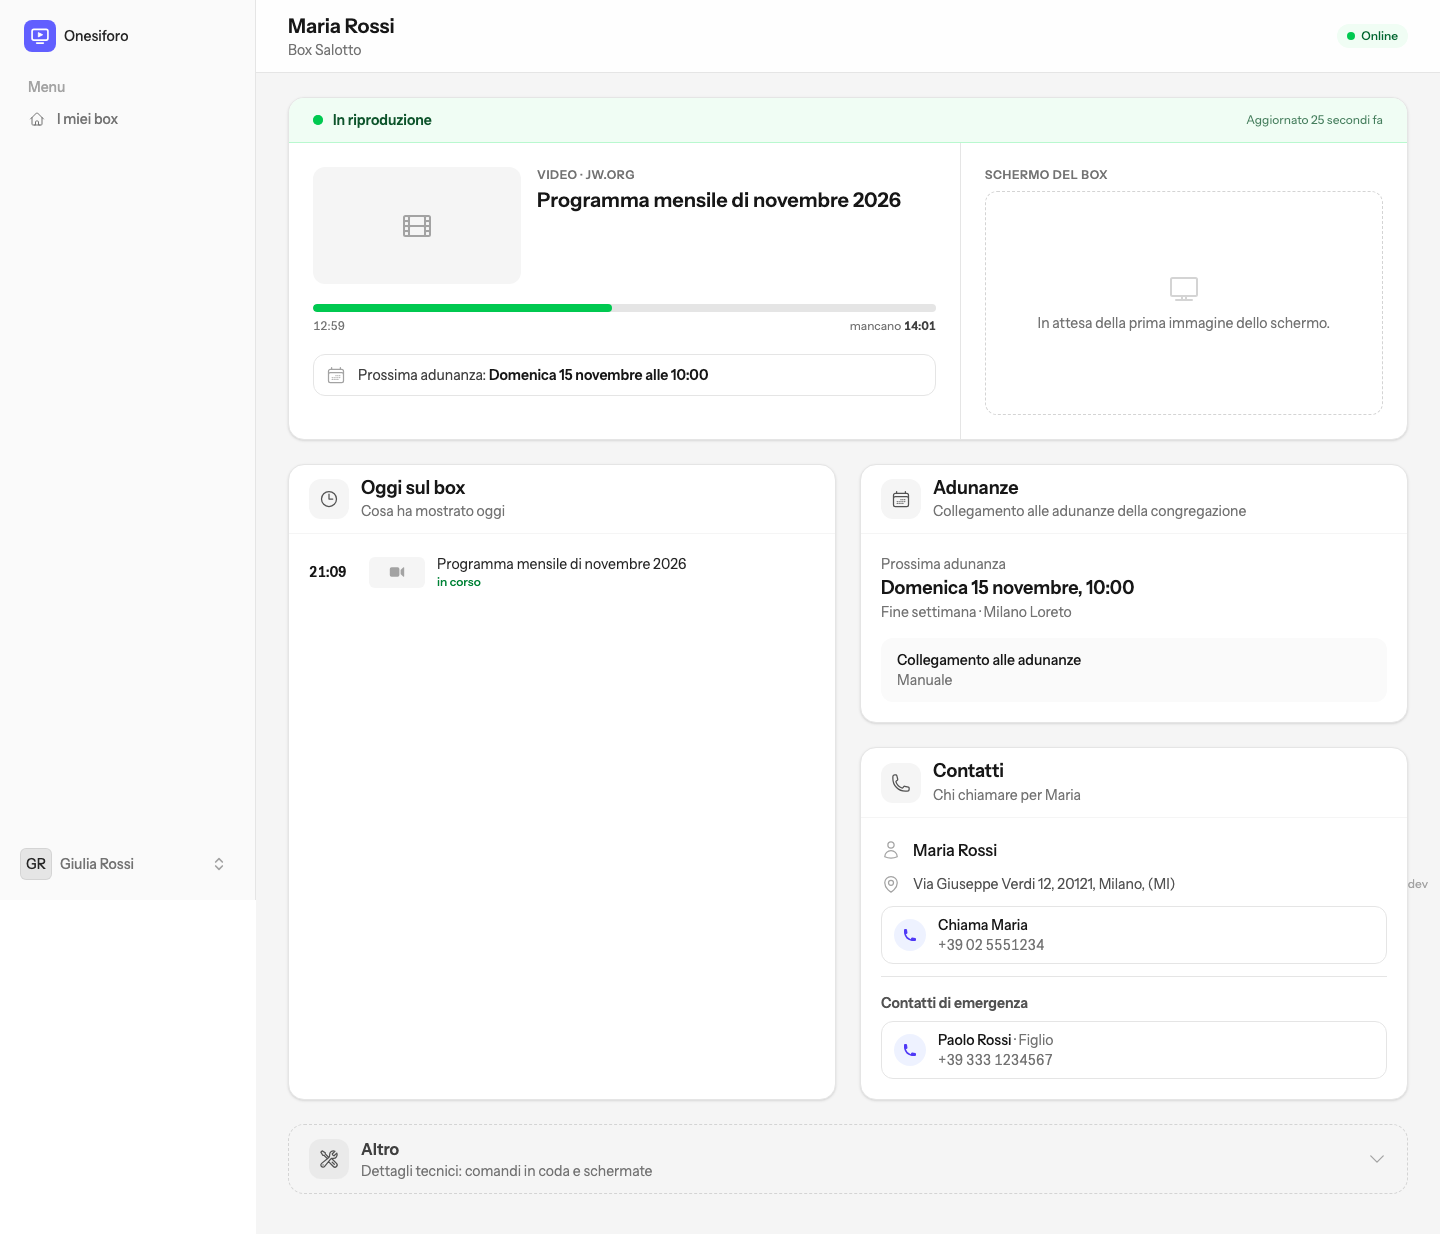 Onesiforo
Menu
I miei box
GR Giulia Rossi
Maria Rossi
Box Salotto
Online
In riproduzione
Aggiornato 25 secondi fa
VIDEO · JW.ORG
Programma mensile di novembre 2026
12:59
mancano 14:01
Prossima adunanza: Domenica 15 novembre alle 10:00
SCHERMO DEL BOX
In attesa della prima immagine dello schermo.
Oggi sul box
Cosa ha mostrato oggi
21:09
Programma mensile di novembre 2026
in corso
Adunanze
Collegamento alle adunanze della congregazione
Prossima adunanza
Domenica 15 novembre, 10:00
Fine settimana · Milano Loreto
Collegamento alle adunanze
Manuale
Contatti
Chi chiamare per Maria
Maria Rossi
Via Giuseppe Verdi 12, 20121, Milano, (MI)
Chiama Maria
+39 02 5551234
Contatti di emergenza
Paolo Rossi · Figlio
+39 333 1234567
dev
Altro
Dettagli tecnici: comandi in coda e schermate